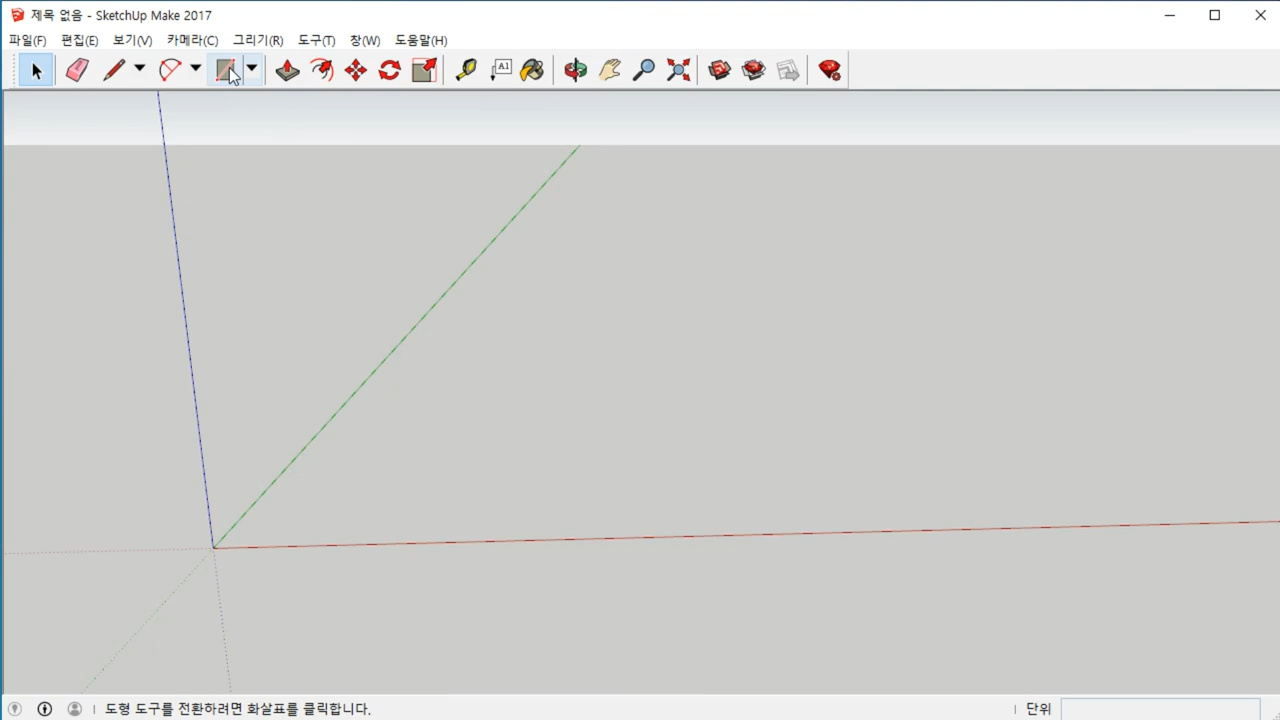 제목 없음 - SketchUp Make 2017
파일(F) 편집(E) 보기(V) 카메라(C) 그리기(R) 도구(T) 창(W) 도움말(H)
A1
도형 도구를 전환하려면 화살표를 클릭합니다. 단위